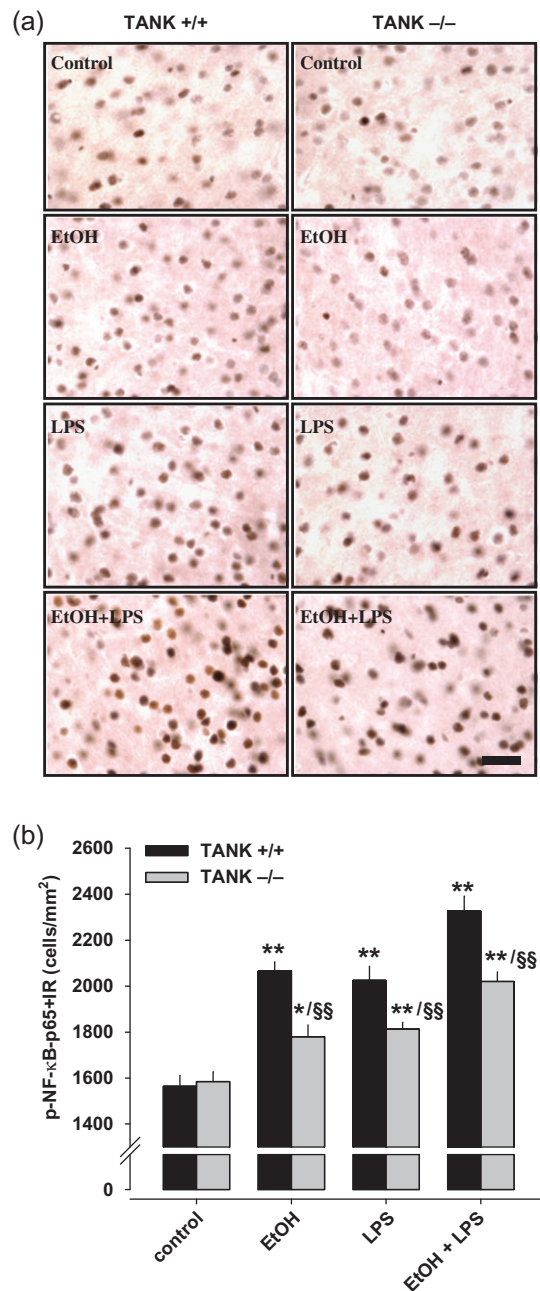 (a)
TANK +/+ TANK –/–
Control Control
EtOH EtOH
LPS LPS
EtOH+LPS EtOH+LPS
(b)
p-NF-κB-p65+IR (cells/mm²)
2600
2400
2200
2000
1800
1600
1400
0
TANK +/+
TANK –/–
** */§§
** **/§§
** **/§§
control
EtOH
LPS
EtOH + LPS